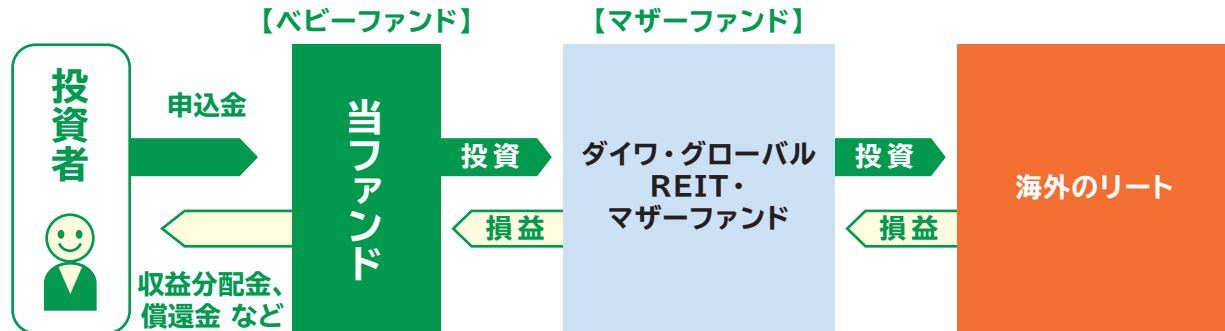 【ベビーファンド】
【マザーファンド】
投資者
申込金
収益分配金、
償還金 など
当ファンド
投資
損益
ダイワ・グローバル
REIT・
マザーファンド
投資
損益
海外のリート